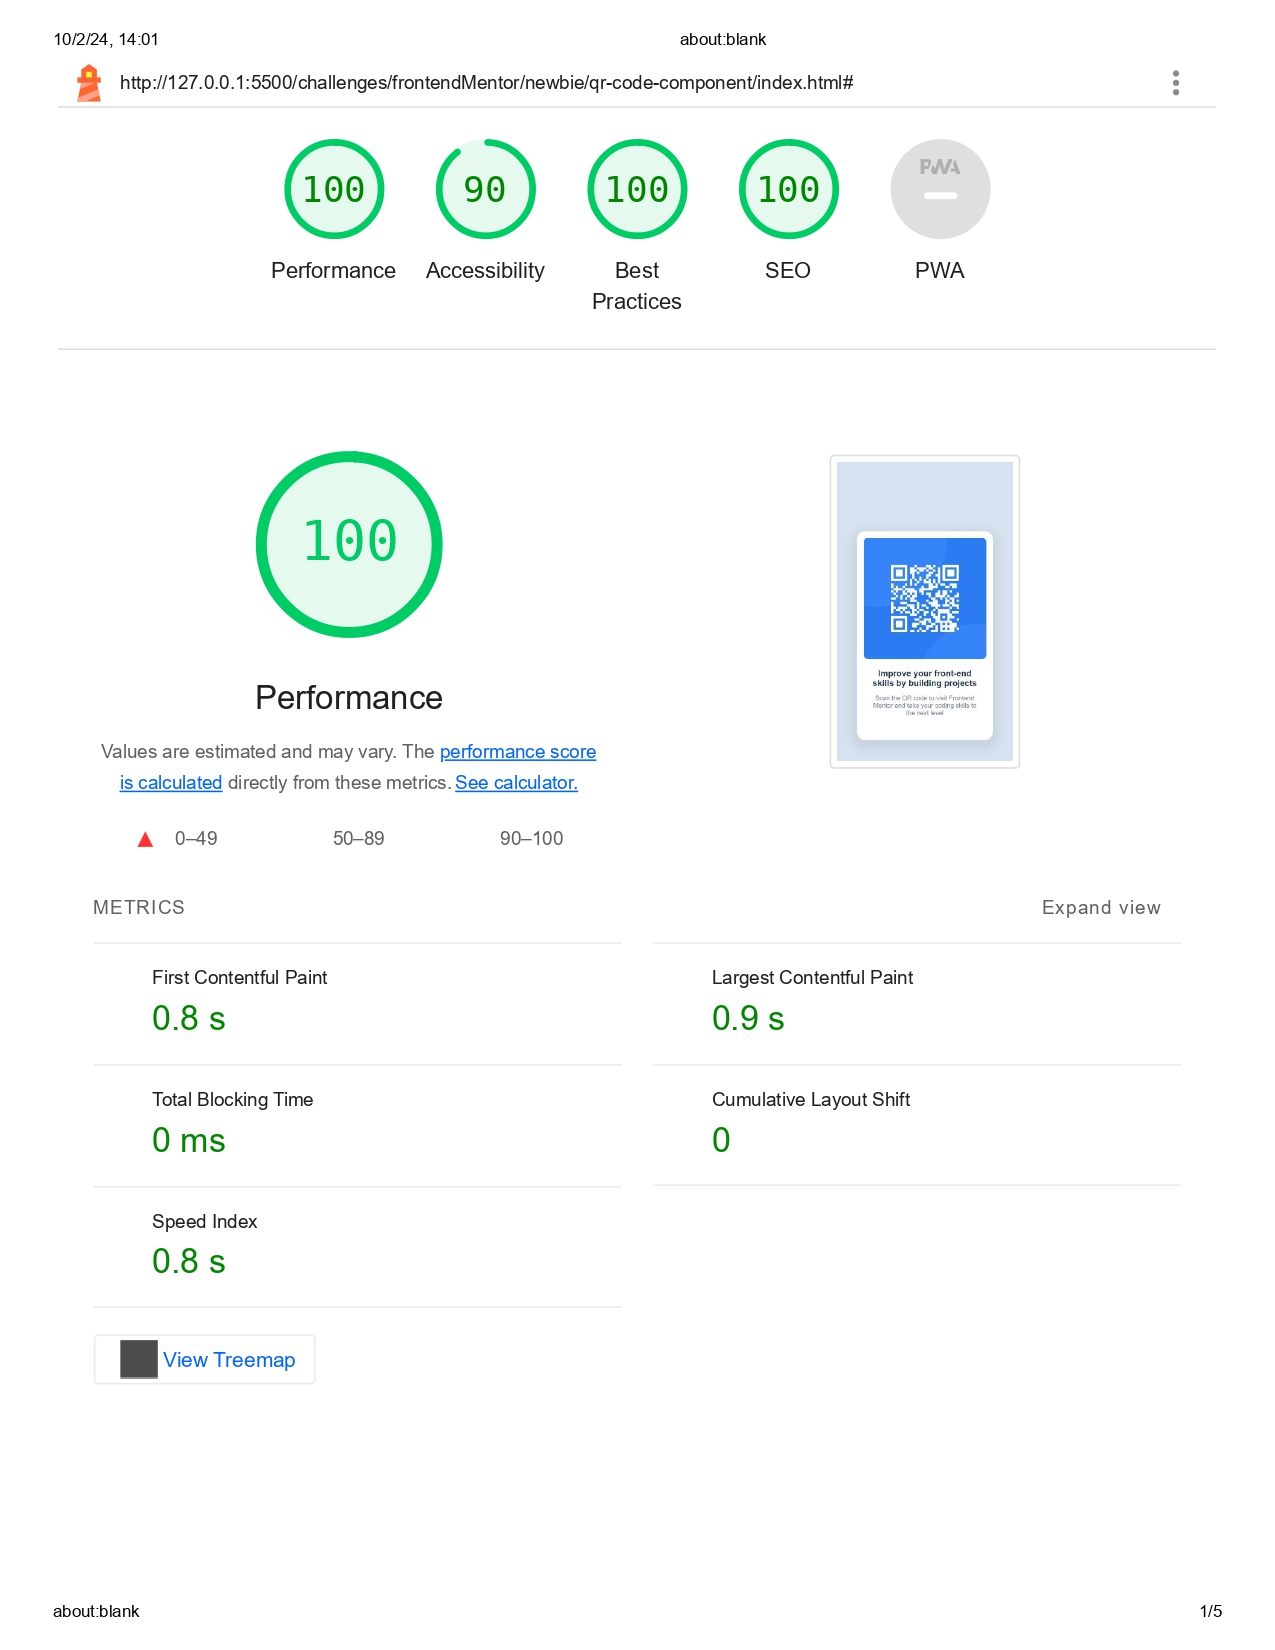 10/2/24, 14:01
about:blank
http://127.0.0.1:5500/challenges/frontendMentor/newbie/qr-code-component/index.html#
100
90
100
100
PWA
Performance
Accessibility
Best
Practices
SEO
PWA
100
Performance
Values are estimated and may vary. The performance score
is calculated directly from these metrics. See calculator.
0–49
50–89
90–100
Improve your front-end
skills by building projects
Scan the QR code to visit Frontend
Mentor and take your coding skills to
the next level
METRICS
Expand view
First Contentful Paint
0.8 s
Largest Contentful Paint
0.9 s
Total Blocking Time
0 ms
Cumulative Layout Shift
0
Speed Index
0.8 s
View Treemap
about:blank
1/5